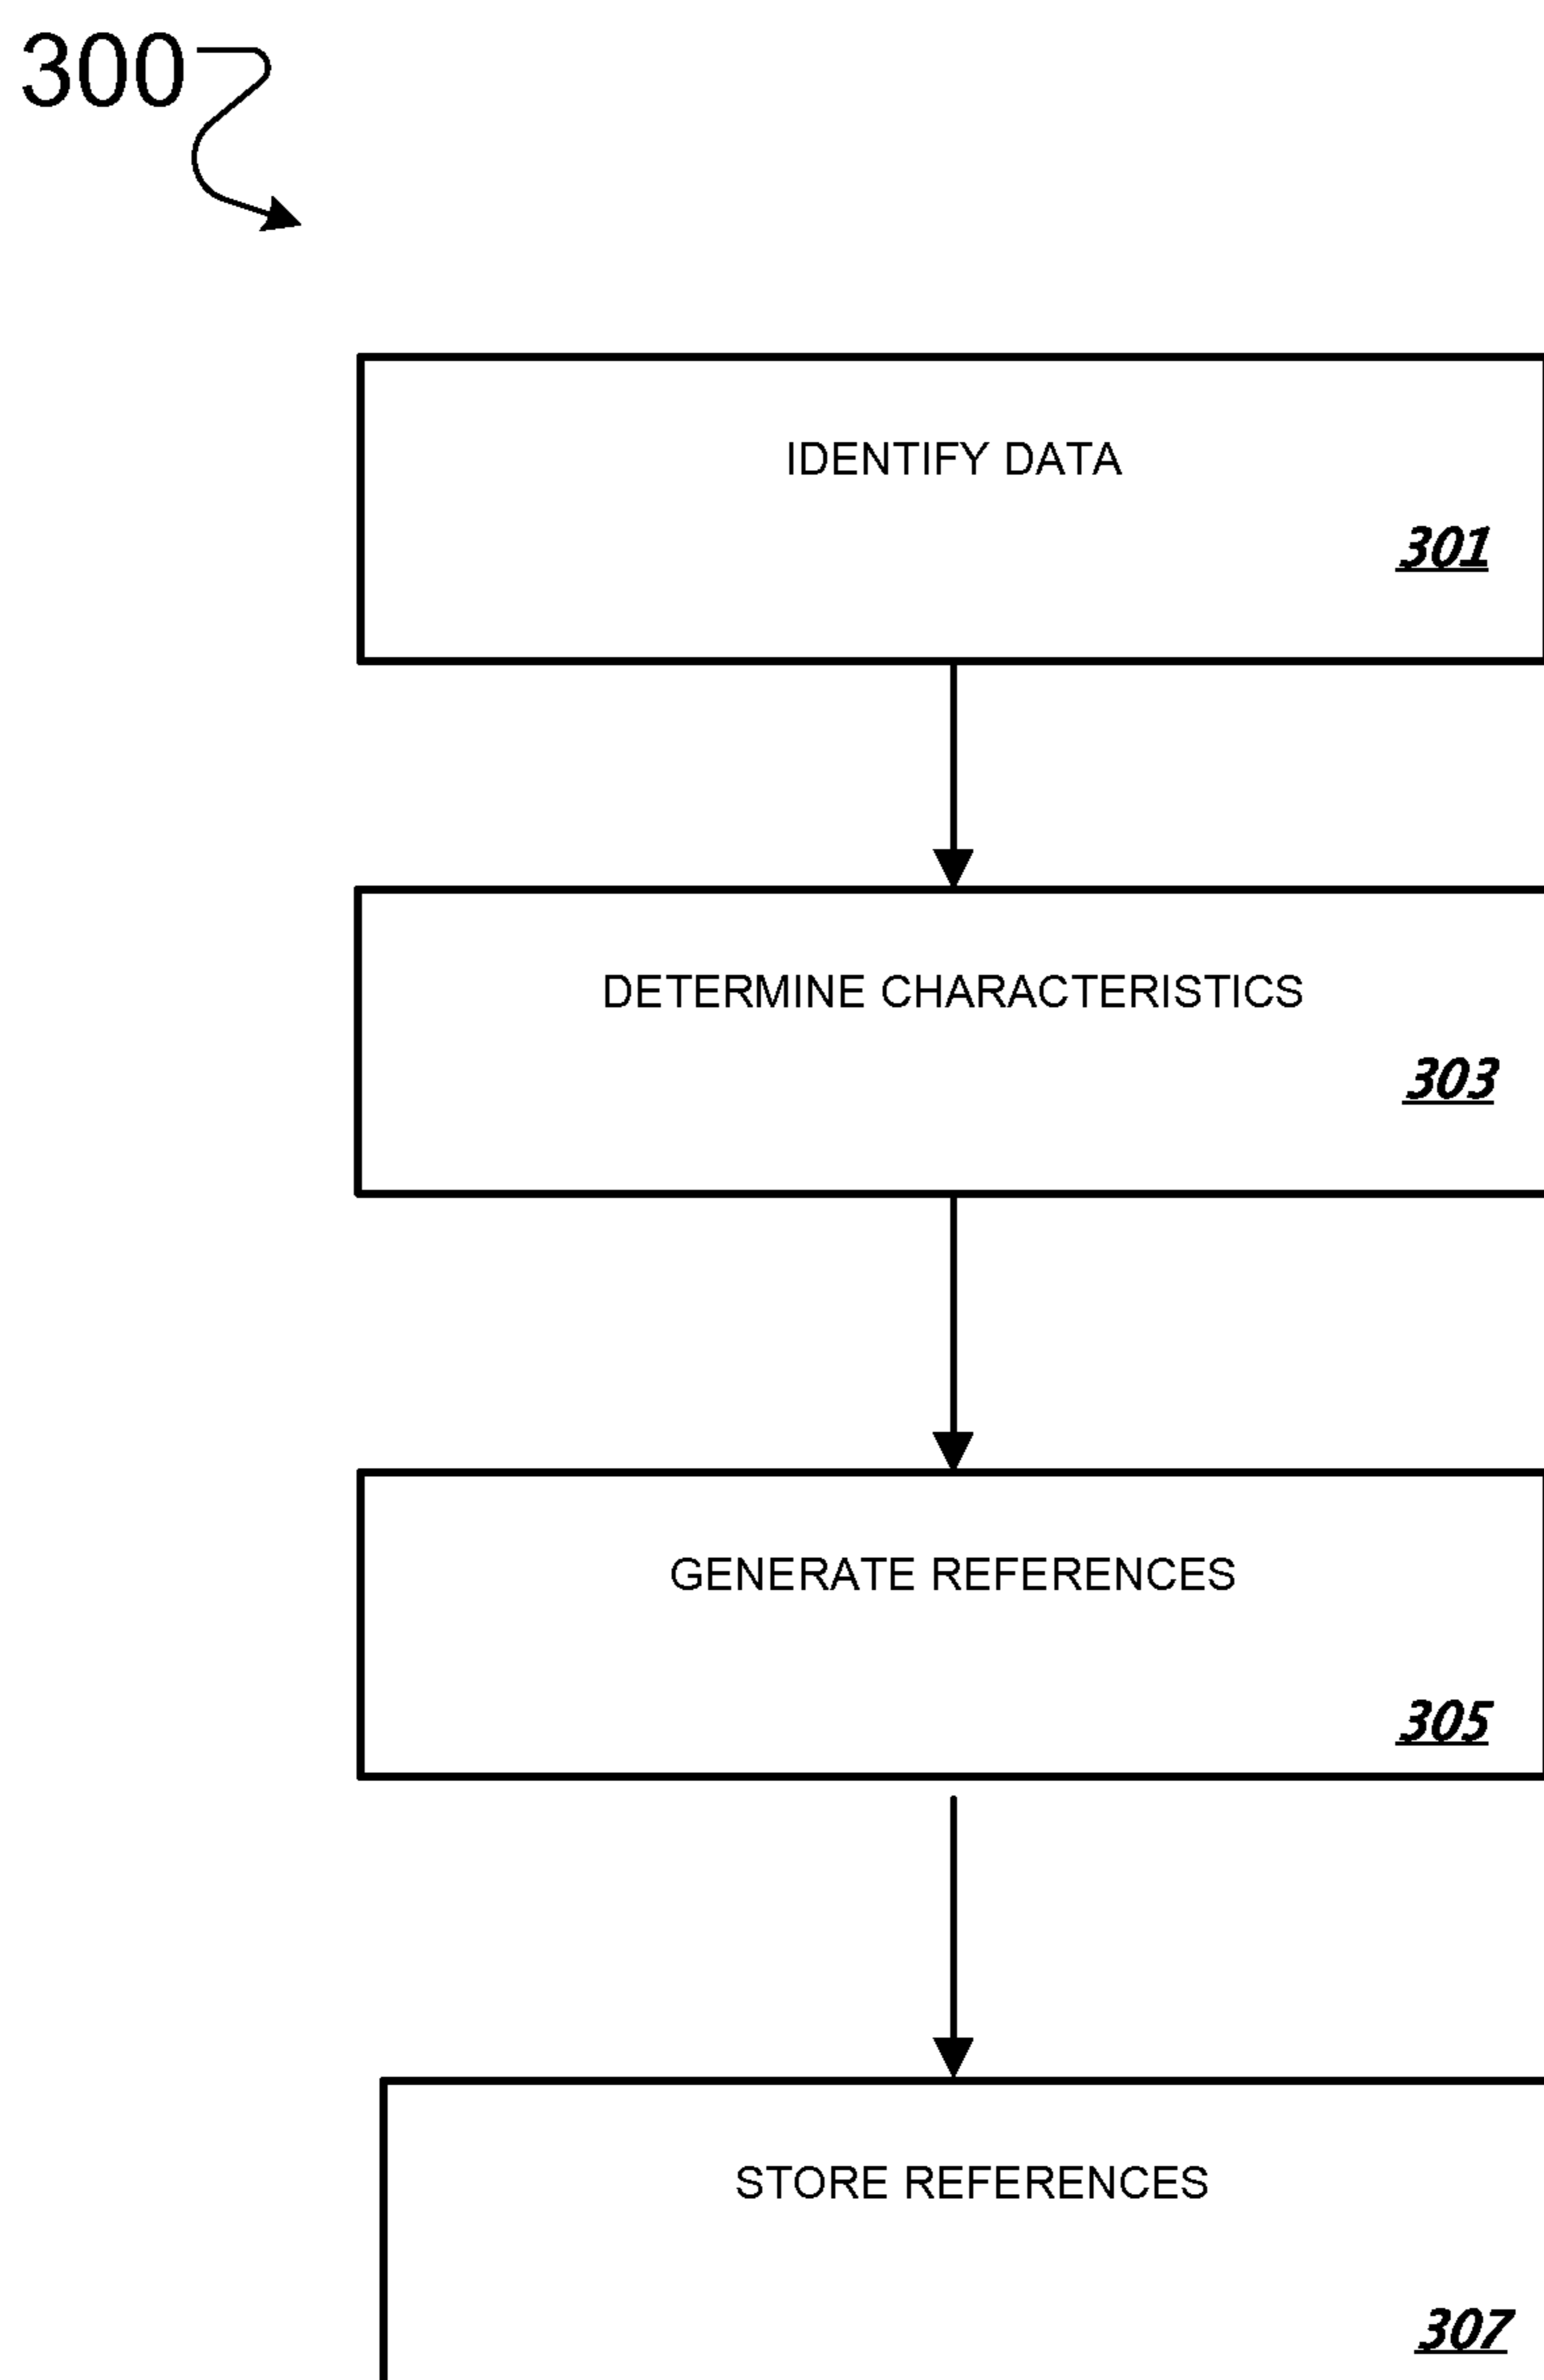 300
IDENTIFY DATA
301
DETERMINE CHARACTERISTICS
303
GENERATE REFERENCES
305
STORE REFERENCES
307